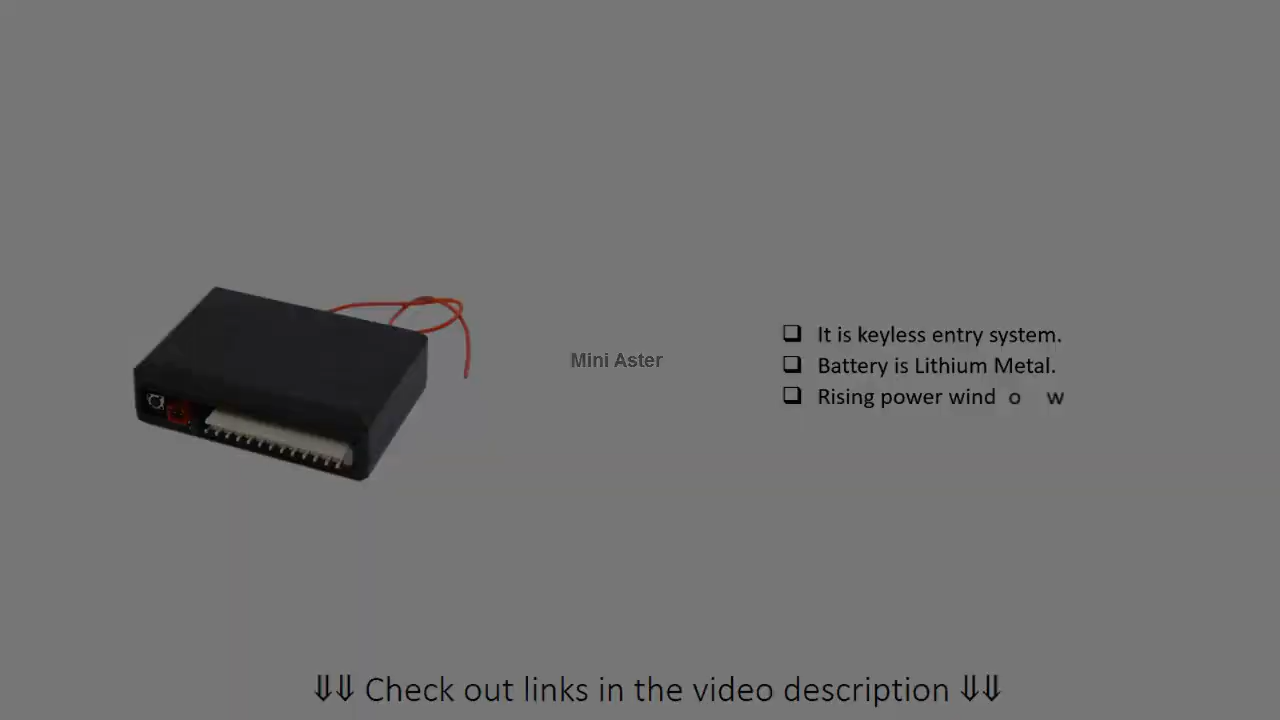 Mini Aster
❑ It is keyless entry system.
❑ Battery is Lithium Metal.
❑ Rising power wind o w
⇓⇓ Check out links in the video description ⇓⇓